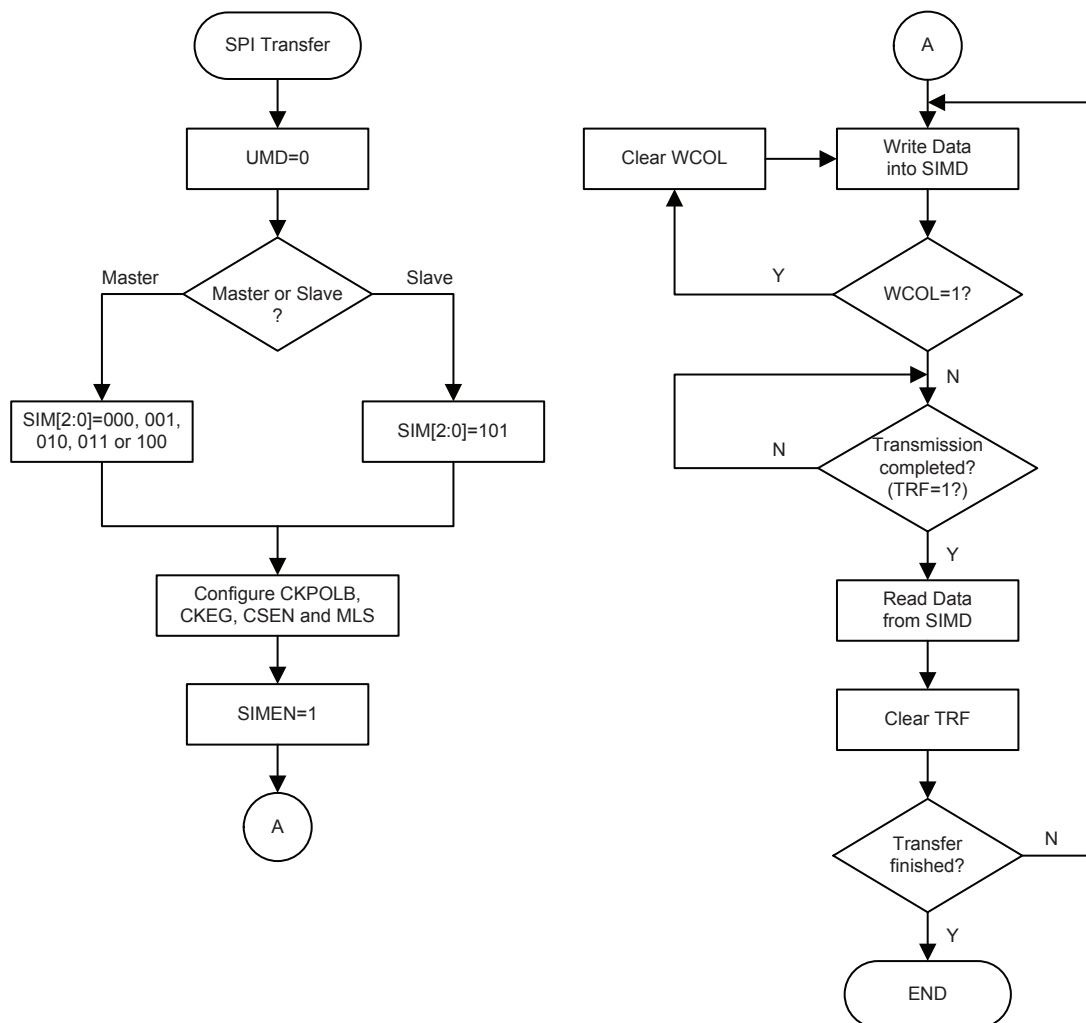 SPI Transfer
UMD=0
Master
Master or Slave
?
Slave
SIM[2:0]=000, 001,
010, 011 or 100
SIM[2:0]=101
Configure CKPOLB,
CKEG, CSEN and MLS
SIMEN=1
A
A
Clear WCOL
Write Data
into SIMD
Y
WCOL=1?
N
N
Transmission
completed?
(TRF=1?)
Y
Read Data
from SIMD
Clear TRF
Transfer
finished?
N
Y
END